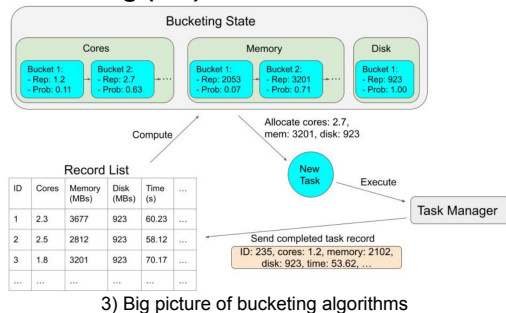 Bucketing State
Cores
Memory
Disk
Bucket 1:
- Rep: 1.2
- Prob: 0.11
Bucket 2:
- Rep: 2.7
- Prob: 0.63
...
Bucket 1:
- Rep: 2053
- Prob: 0.07
Bucket 2:
- Rep: 3201
- Prob: 0.71
...
Bucket 1:
- Rep: 923
- Prob: 1.00
Compute
Allocate cores: 2.7,
mem: 3201, disk: 923
New
Task
Execute
Task Manager
Record List
ID Cores Memory (MBs) Disk (MBs) Time (s) ...
1 2.3 3677 923 60.23 ...
2 2.5 2812 923 58.12 ...
3 1.8 3201 923 70.17 ...
... ... ... ... ... ...
Send completed task record
ID: 235, cores: 1.2, memory: 2102,
disk: 923, time: 53.62, ...
3) Big picture of bucketing algorithms